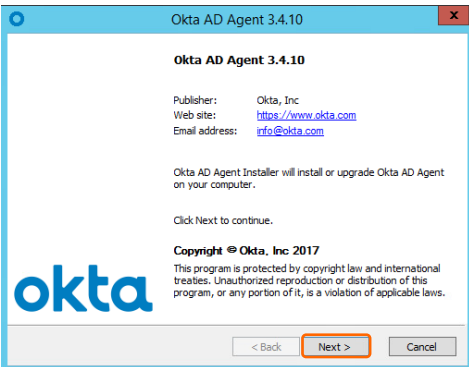 Okta AD Agent 3.4.10
x
Okta AD Agent 3.4.10
Publisher: Okta, Inc
Web site: https://www.okta.com
Email address: info@okta.com
Okta AD Agent Installer will install or upgrade Okta AD Agent
on your computer.
Click Next to continue.
Copyright © Okta, Inc 2017
This program is protected by copyright law and international
treaties. Unauthorized reproduction or distribution of this
program, or any portion of it, is a violation of applicable laws.
okta
< Back Next > Cancel